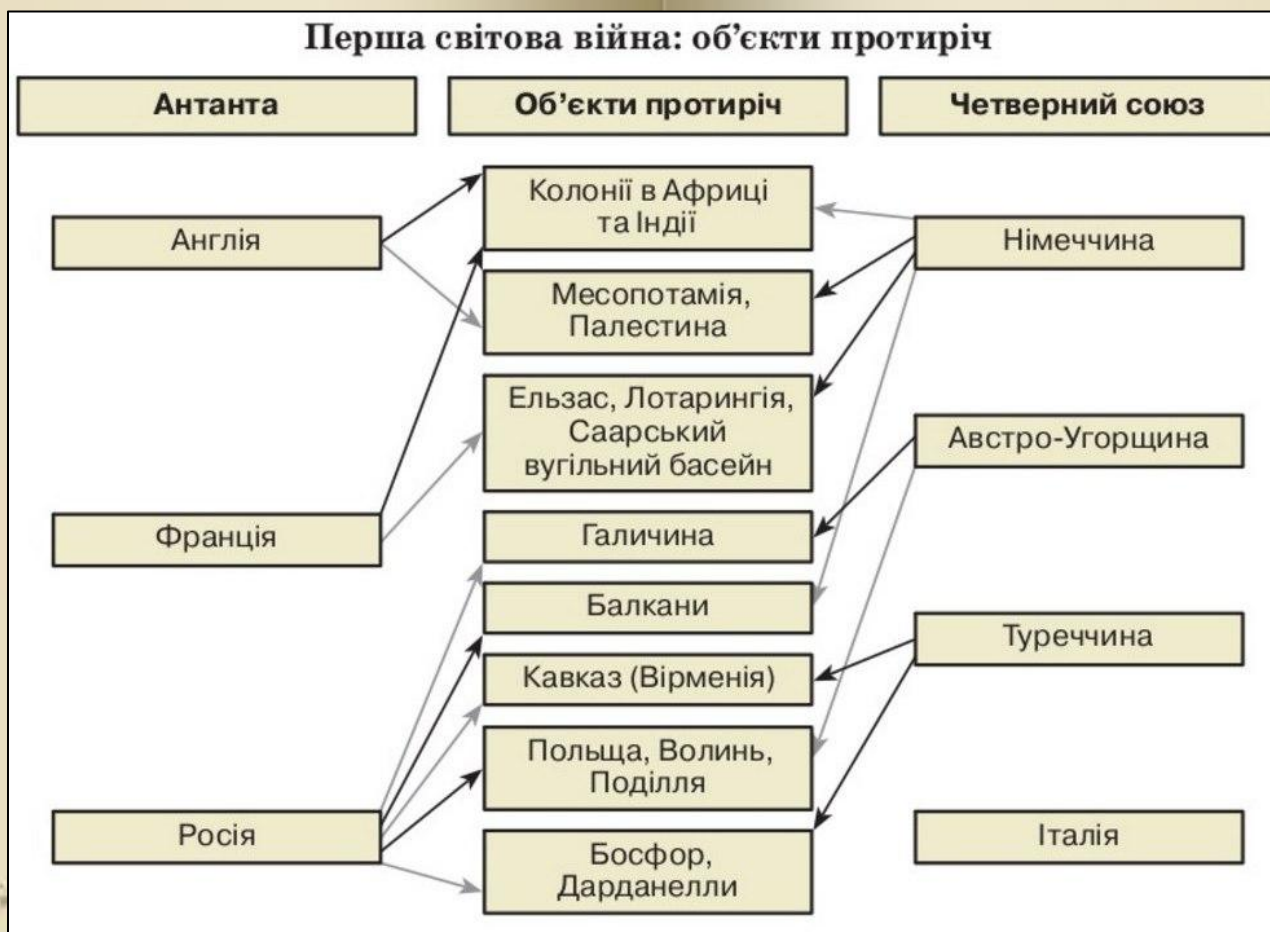 Перша світова війна: об’єкти протиріч
Антанта
Об’єкти протиріч
Четверний союз
Англія
Франція
Росія
Колонії в Африці
та Індії
Месопотамія,
Палестина
Ельзас, Лотарингія,
Саарський
вугільний басейн
Галичина
Балкани
Кавказ (Вірменія)
Польща, Волинь,
Поділля
Босфор,
Дарданелли
Німеччина
Австро-Угорщина
Туреччина
Італія